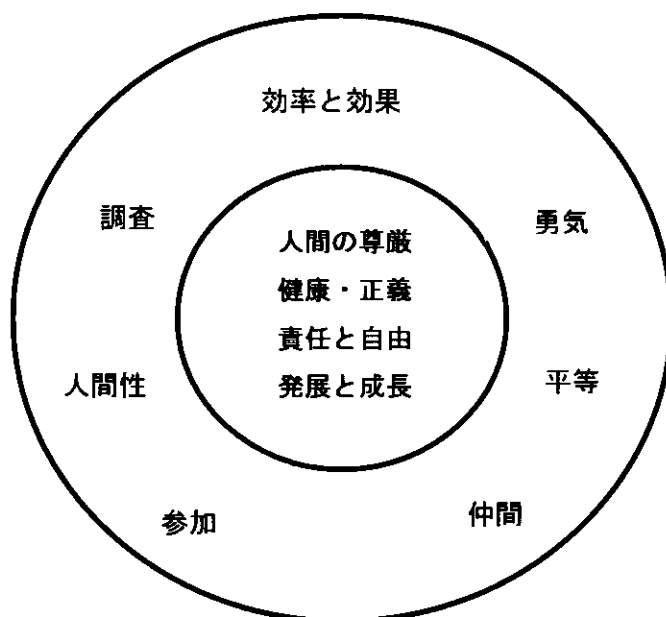 効率と効果
調査
勇気
人間の尊厳
健康・正義
責任と自由
発展と成長
人間性
平等
参加
仲間